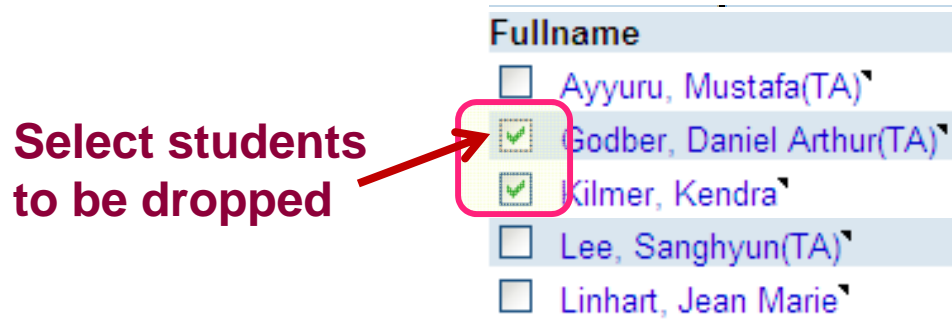 Fullname
Ayyuru, Mustafa(TA)
Select students
to be dropped
Godber, Daniel Arthur(TA)
Kilmer, Kendra
Lee, Sanghyun(TA)
Linhart, Jean Marie